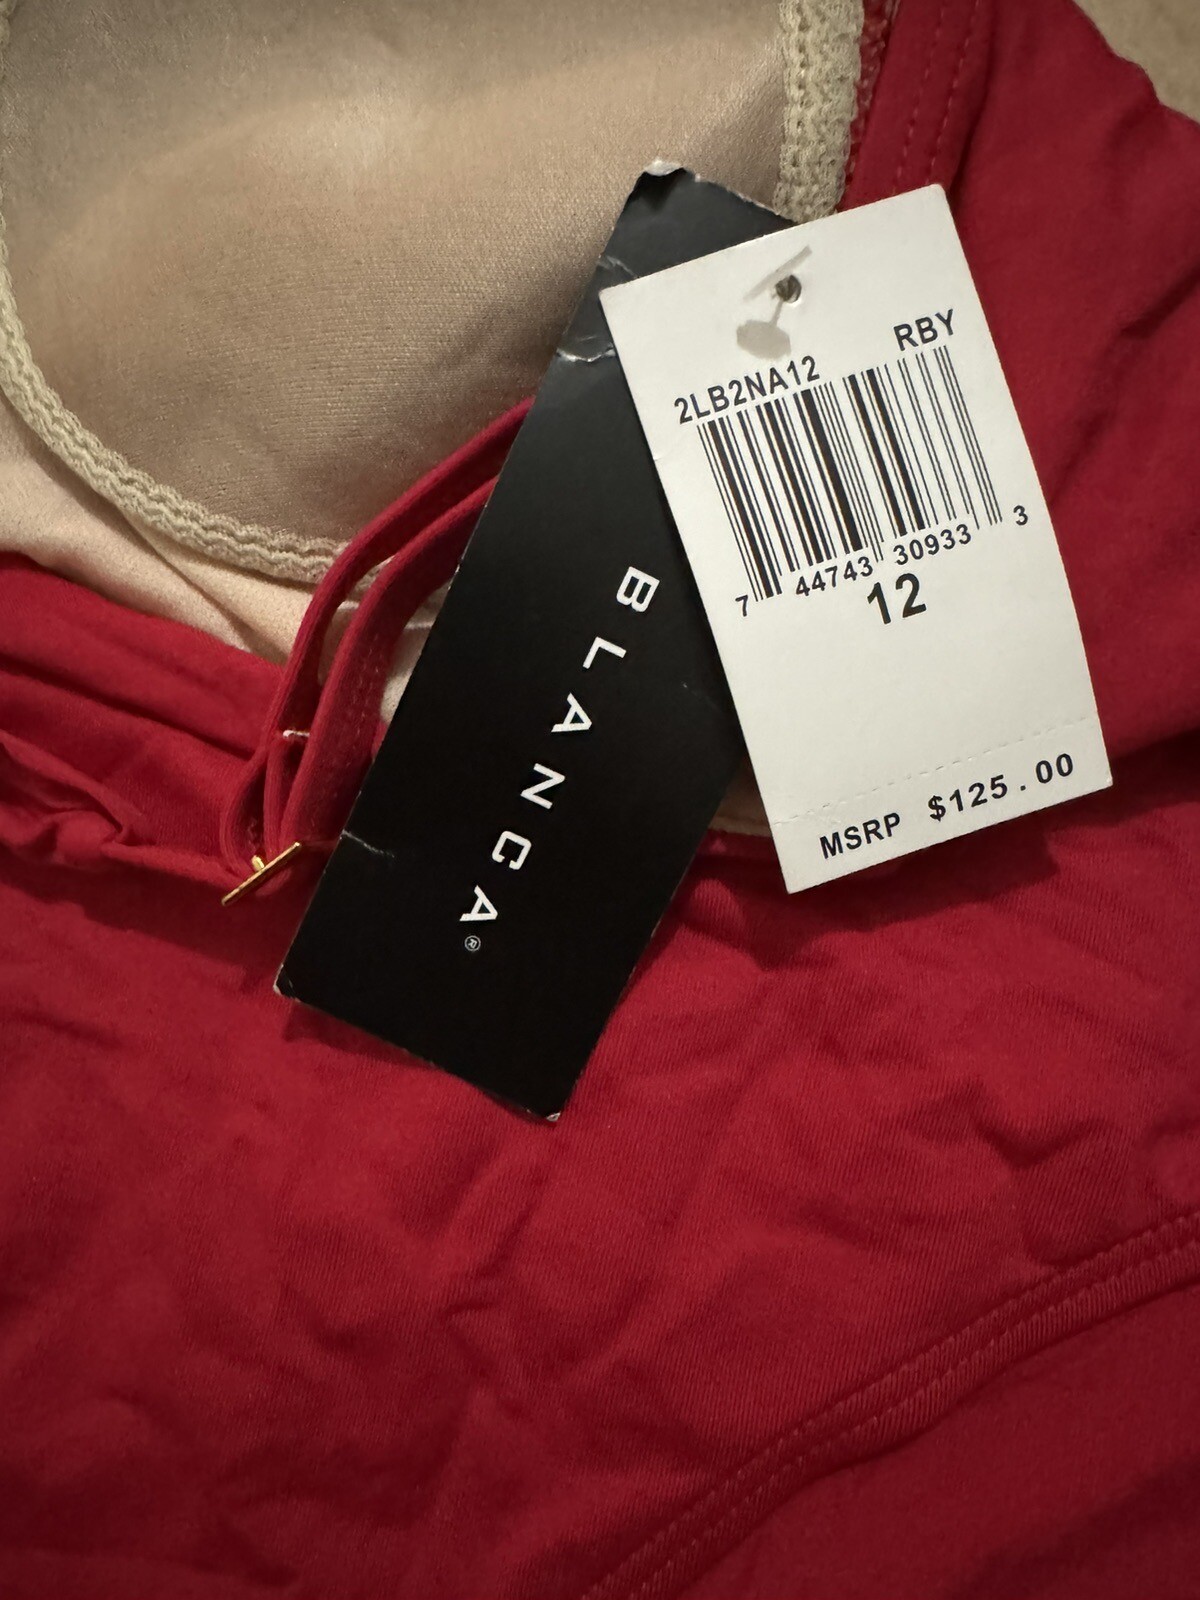 RBY
2LB2NA12
7 44743 30933 3
12
MSRP $125.00
BLANCA®